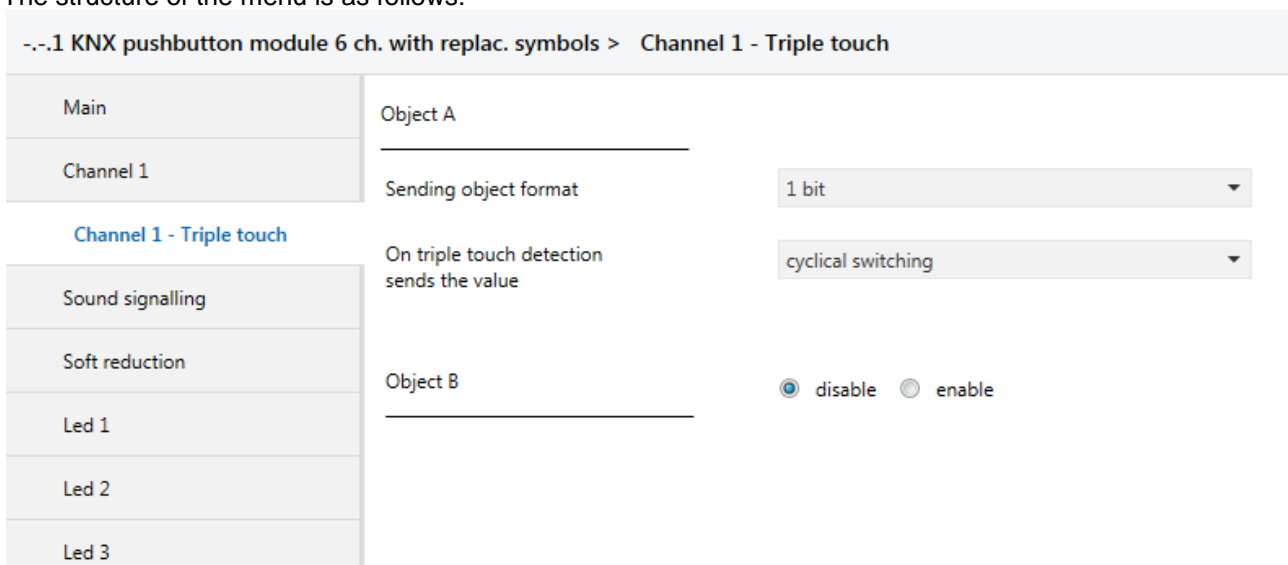 The structure of the menu is as follows:
-.-.1 KNX pushbutton module 6 ch. with replac. symbols > Channel 1 - Triple touch
Main
Object A
Channel 1
Sending object format
1 bit
Channel 1 - Triple touch
On triple touch detection
sends the value
cyclical switching
Sound signalling
Soft reduction
Object B
disable
enable
Led 1
Led 2
Led 3